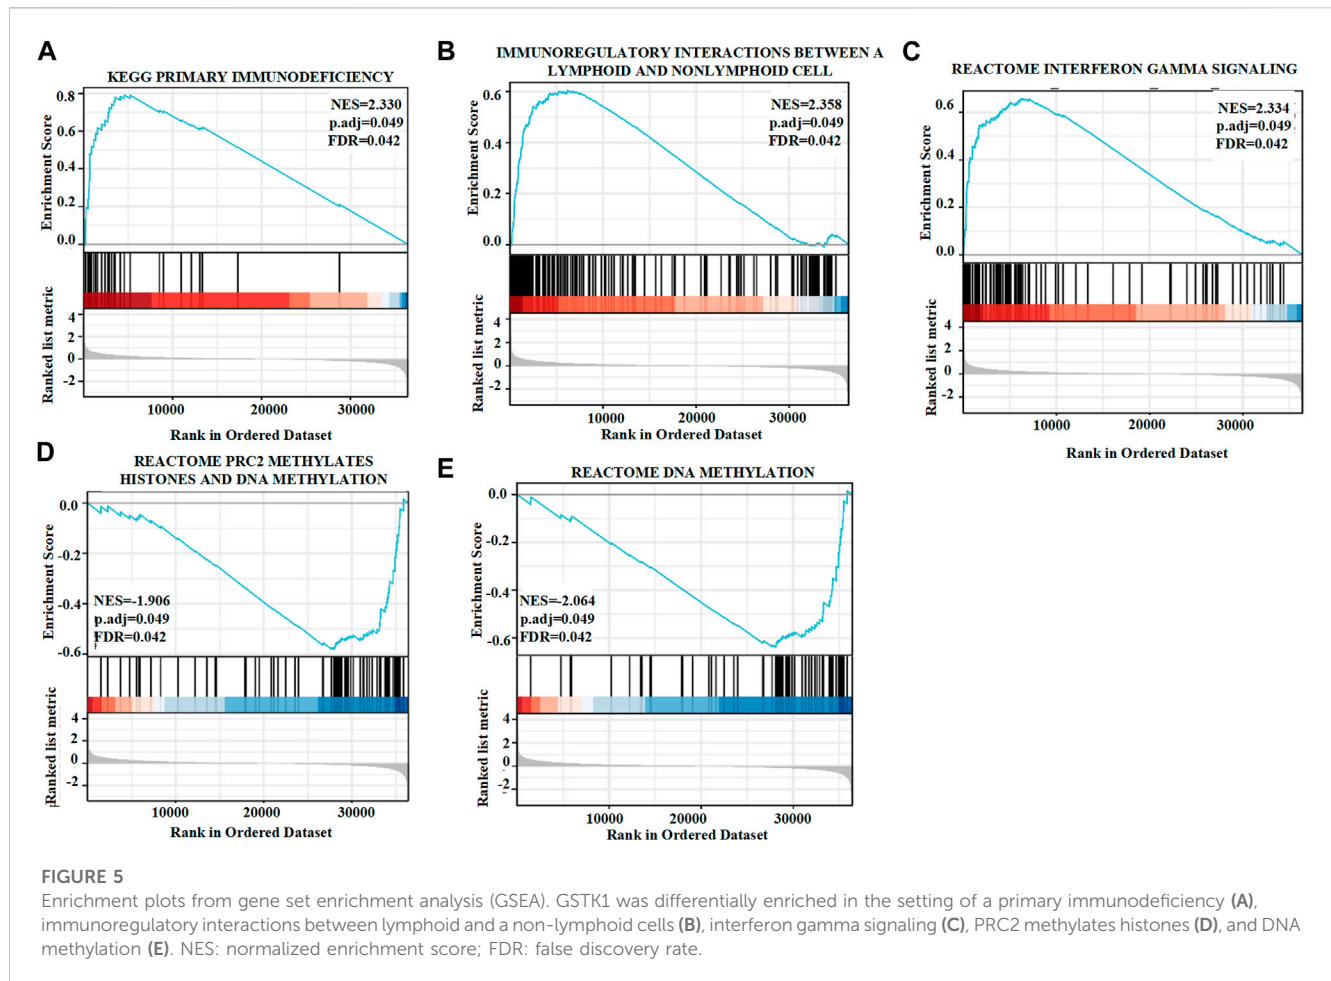 A
KEGG PRIMARY IMMUNODEFICIENCY
NES=2.330
p.adj=0.049
FDR=0.042
Enrichment Score
0.8
0.6
0.4
0.2
0.0
Ranked list metric
4
2
0
-2
10000 20000 30000
Rank in Ordered Dataset
B
IMMUNOREGULATORY INTERACTIONS BETWEEN A
LYMPHOID AND NONLYMPHOID CELL
NES=2.358
p.adj=0.049
FDR=0.042
Enrichment Score
0.6
0.4
0.2
0.0
Ranked list metric
4
2
0
-2
10000 20000 30000
Rank in Ordered Dataset
C
REACTOME INTERFERON GAMMA SIGNALING
NES=2.334
p.adj=0.049
FDR=0.042
Enrichment Score
0.6
0.4
0.2
0.0
Ranked list metric
4
2
0
-2
10000 20000 30000
Rank in Ordered Dataset
D
REACTOME PRC2 METHYLATES
HISTONES AND DNA METHYLATION
NES=-1.906
p.adj=0.049
FDR=0.042
Enrichment Score
0.0
-0.2
-0.4
-0.6
Ranked list metric
4
2
0
-2
10000 20000 30000
Rank in Ordered Dataset
E
REACTOME DNA METHYLATION
NES=-2.064
p.adj=0.049
FDR=0.042
Enrichment Score
0.0
-0.2
-0.4
-0.6
Ranked list metric
4
2
0
-2
10000 20000 30000
Rank in Ordered Dataset
FIGURE 5
Enrichment plots from gene set enrichment analysis (GSEA). GSTK1 was differentially enriched in the setting of a primary immunodeficiency (A),
immunoregulatory interactions between lymphoid and a non-lymphoid cells (B), interferon gamma signaling (C), PRC2 methylates histones (D), and DNA
methylation (E). NES: normalized enrichment score; FDR: false discovery rate.